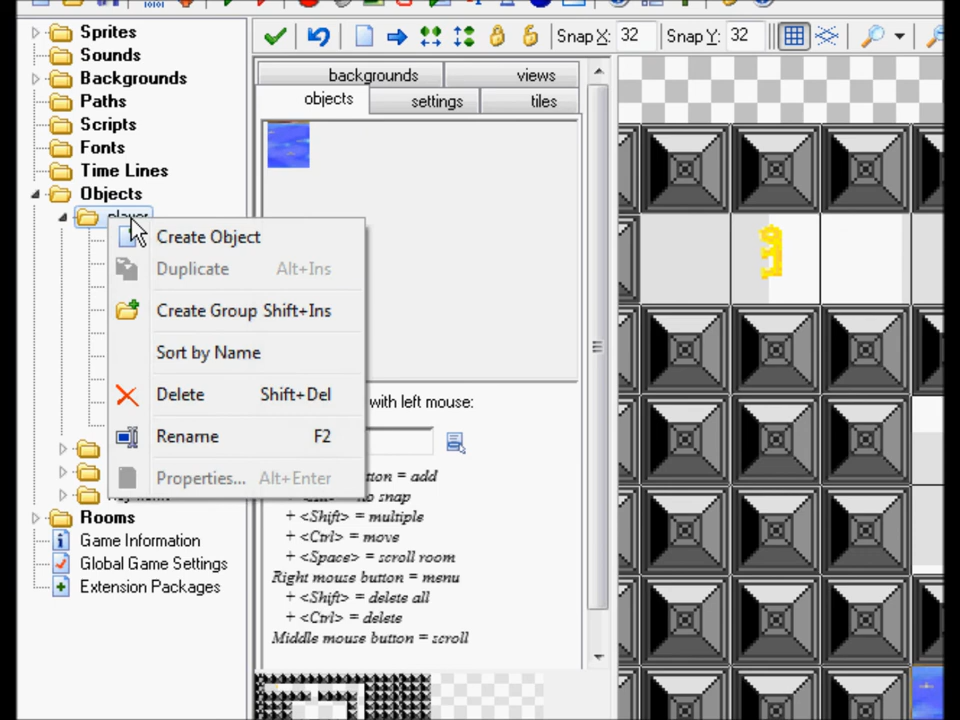 Sprites
Sounds
Backgrounds
Paths
Scripts
Fonts
Time Lines
Objects
player
Rooms
Game Information
Global Game Settings
Extension Packages
Create Object
Duplicate Alt+Ins
Create Group Shift+Ins
Sort by Name
Delete Shift+Del
Rename F2
Properties... Alt+Enter
Snap X: 32 Snap Y: 32
backgrounds views
objects settings tiles
with left mouse:
= add
snap
+ <Shift> = multiple
+ <Ctrl> = move
+ <Space> = scroll room
Right mouse button = menu
+ <Shift> = delete all
+ <Ctrl> = delete
Middle mouse button = scroll